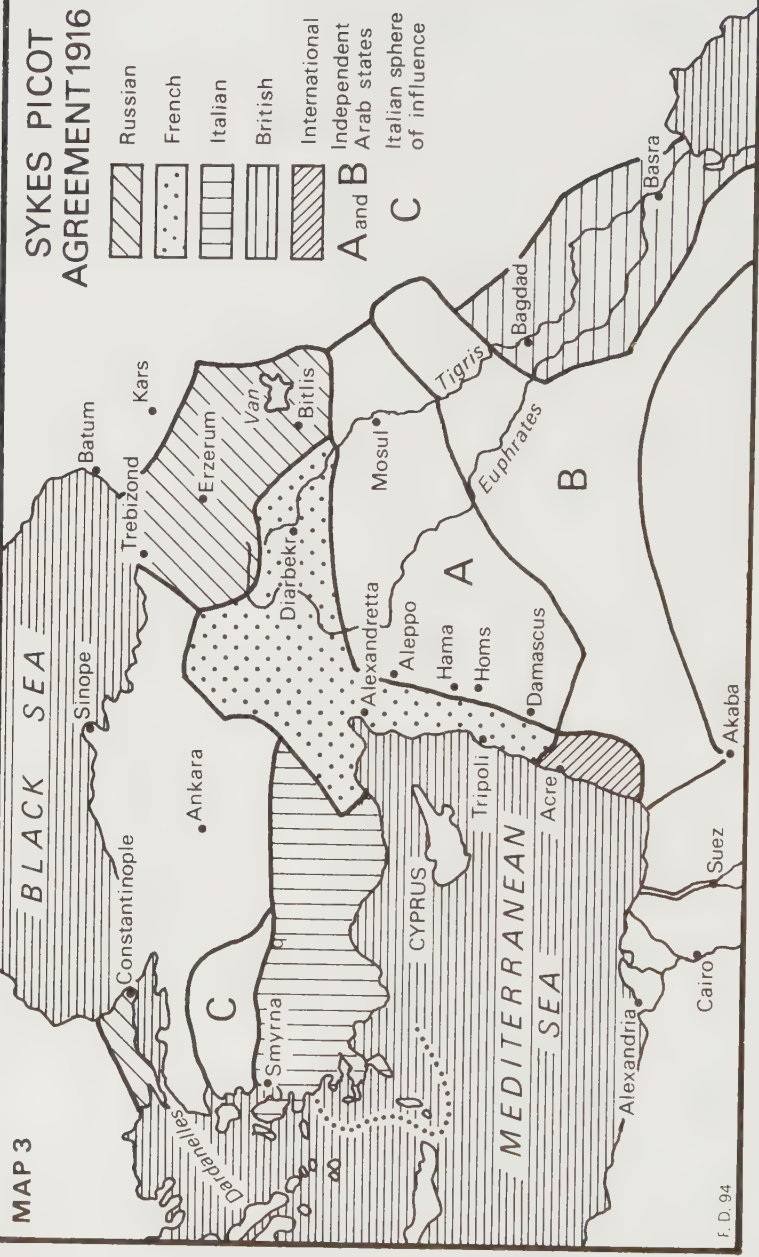 MAP 3
SYKES PICOT
AGREEMENT 1916
Russian
French
Italian
British
International
A and B
Independent
Arab states
C
Italian sphere
of influence
BLACK SEA
Constantinople
Sinope
Trebizond
Batum
Kars
Ankara
Erzerum
Van
Bitlis
Dardanelles
C
Smyrna
Diarbekr
Mosul
Tigris
Bagdad
Basra
Euphrates
Alexandretta
Aleppo
Hama
Homs
Damascus
A
B
CYPRUS
Tripoli
Acre
MEDITERRANEAN
SEA
Alexandria
Cairo
Suez
Akaba
F. D. 94